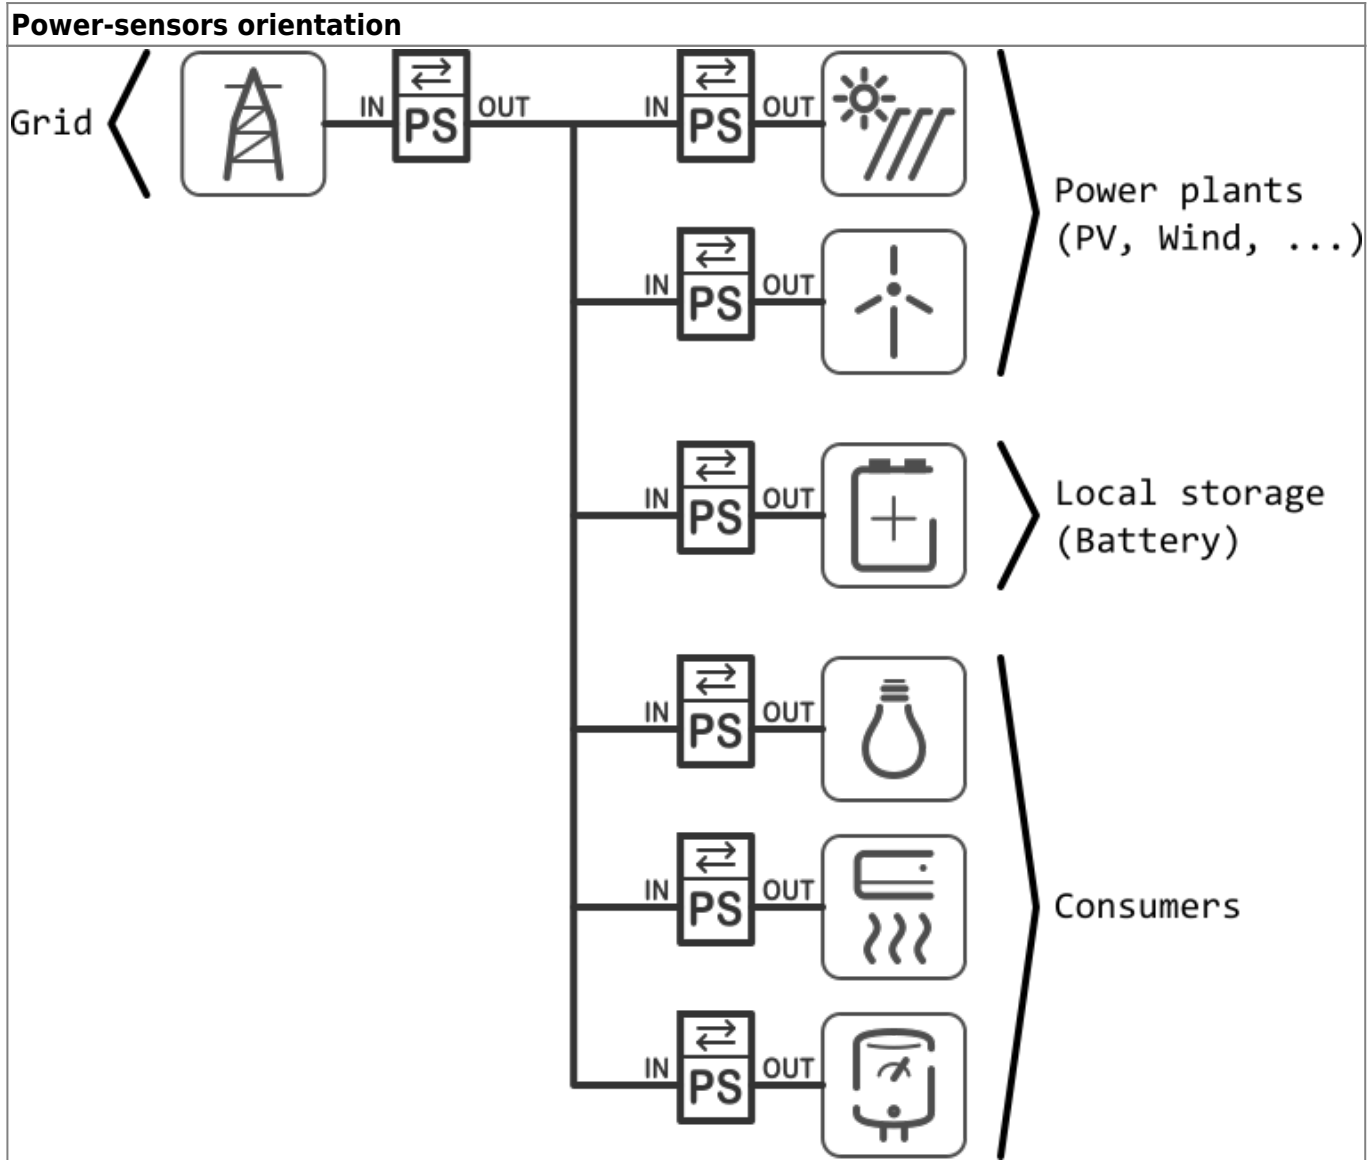 Power-sensors orientation
Grid
IN
PS
OUT
IN
PS
OUT
Power plants
(PV, Wind, ...)
IN
PS
OUT
IN
PS
OUT
Local storage
(Battery)
IN
PS
OUT
IN
PS
OUT
Consumers
IN
PS
OUT